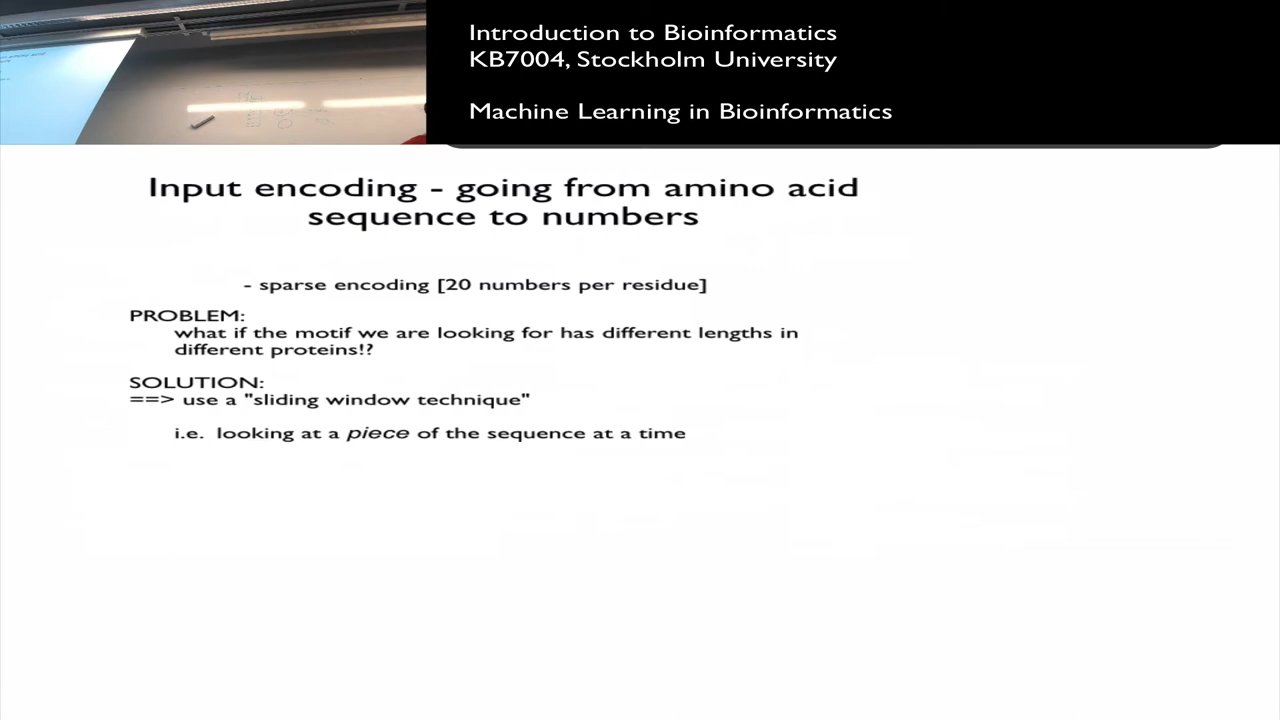 Introduction to Bioinformatics
KB7004, Stockholm University
Machine Learning in Bioinformatics
Input encoding - going from amino acid
sequence to numbers
- sparse encoding [20 numbers per residue]
PROBLEM:
what if the motif we are looking for has different lengths in
different proteins!?
SOLUTION:
==> use a "sliding window technique"
i.e. looking at a piece of the sequence at a time